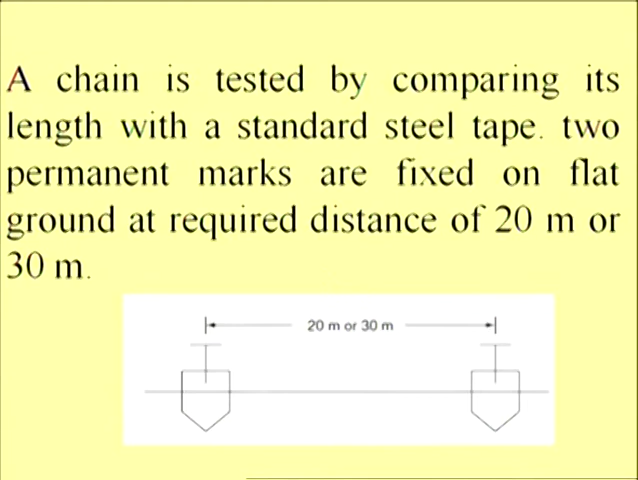 A chain is tested by comparing its
length with a standard steel tape. two
permanent marks are fixed on flat
ground at required distance of 20 m or
30 m.
20 m or 30 m